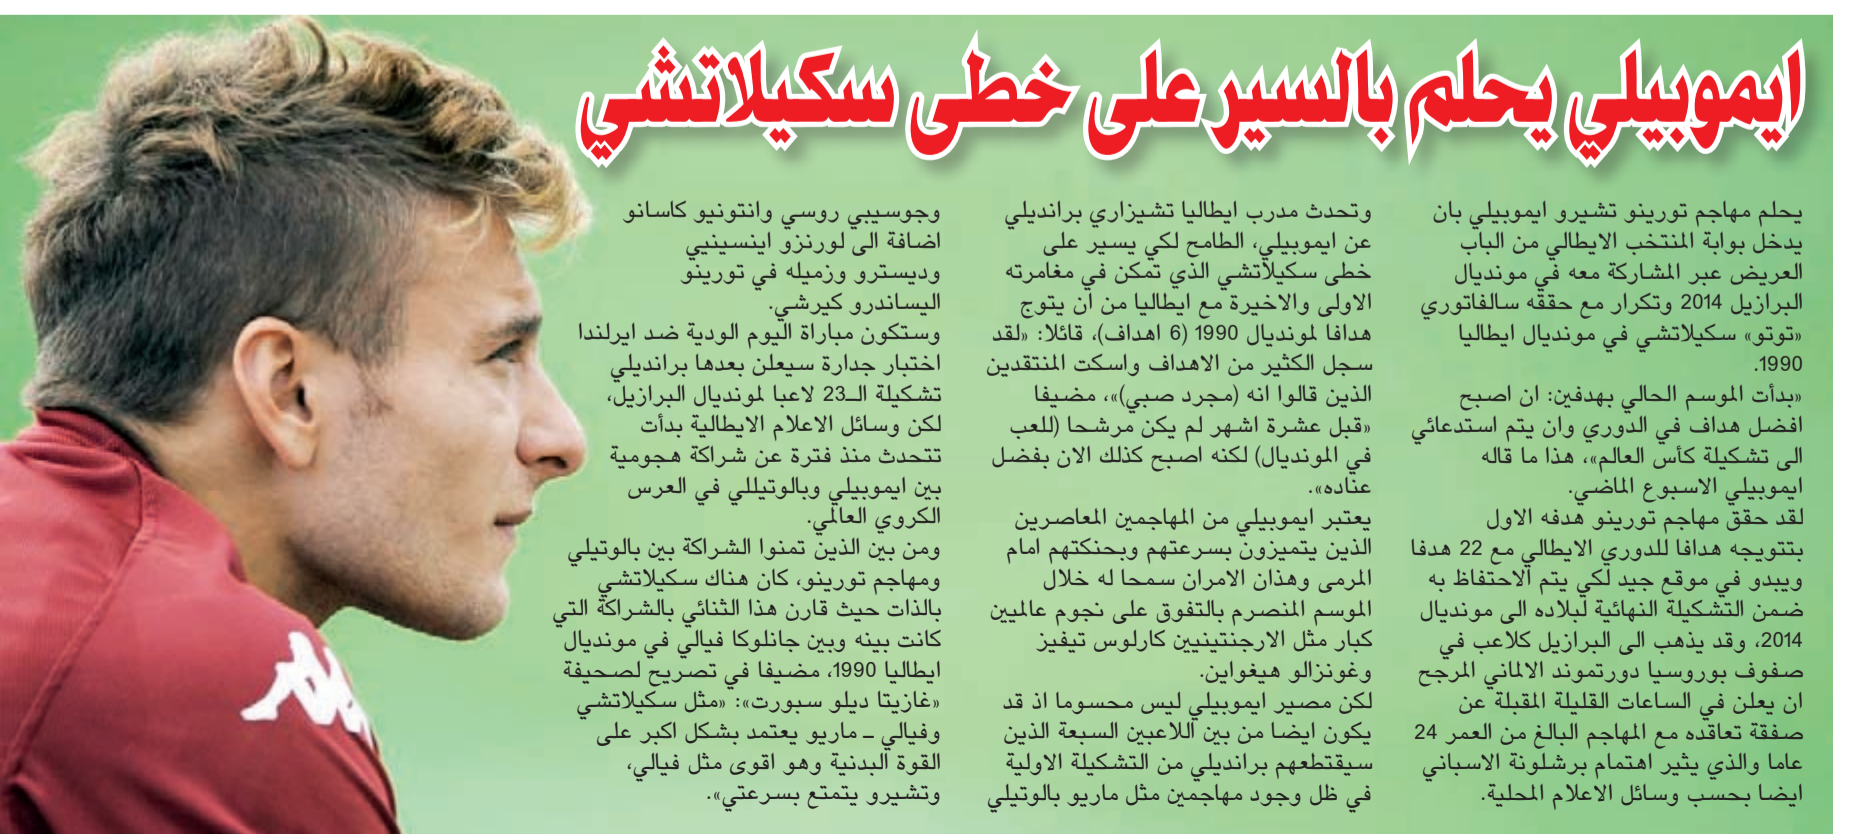 ايموبيلي يحلم بالسير على خطى سكيلاتشي
يحلم مهاجم تورينو تشيرو ايموبيلي بان
يدخل بوابة المنتخب الايطالي من الباب
العريض عبر المشاركة معه في مونديال
البرازيل 2014 وتكرار مع حققه سالفاتوري
«توتو» سكيلاتشي في مونديال ايطاليا
1990.
«بدأت الموسم الحالي بهدفين: ان اصبح
افضل هداف في الدوري وان يتم استدعائي
الى تشكيلة كأس العالم»، هذا ما قاله
ايموبيلي الاسبوع الماضي.
لقد حقق مهاجم تورينو هدفه الاول
بتتويجه هدافا للدوري الايطالي مع 22 هدفا
ويبدو في موقع جيد لكي يتم الاحتفاظ به
ضمن التشكيلة النهائية لبلاده الى مونديال
2014، وقد يذهب الى البرازيل كلاعب في
صفوف بوروسيا دورتموند الالماني المرجح
ان يعلن في الساعات القليلة المقبلة عن
صفقة تعاقده مع المهاجم البالغ من العمر 24
عاما والذي يثير اهتمام برشلونة الاسباني
ايضا بحسب وسائل الاعلام المحلية.
وتحدث مدرب ايطاليا تشيزاري برانديلي
عن ايموبيلي، الطامح لكي يسير على
خطى سكيلاتشي الذي تمكن في مغامرته
الاولى والاخيرة مع ايطاليا من ان يتوج
هدافا لمونديال 1990 (6 اهداف)، قائلا: «لقد
سجل الكثير من الاهداف واسكت المنتقدين
الذين قالوا انه (مجرد صبي)»، مضيفا
«قبل عشرة اشهر لم يكن مرشحا (للعب
في المونديال) لكنه اصبح كذلك الان بفضل
عناده».
يعتبر ايموبيلي من المهاجمين المعاصرين
الذين يتميزون بسرعتهم وبحنكتهم امام
المرمى وهذان الامران سمحا له خلال
الموسم المنصرم بالتفوق على نجوم عالميين
كبار مثل الارجنتينيين كارلوس تيفيز
وغونزالو هيغواين.
لكن مصير ايموبيلي ليس محسوما اذ قد
يكون ايضا من بين اللاعبين السبعة الذين
سيقتطعهم برانديلي من التشكيلة الاولية
في ظل وجود مهاجمين مثل ماريو بالوتيلي
وجوسيبي روسي وانتونيو كاسانو
اضافة الى لورنزو اينسينيي
وديسترو وزميله في تورينو
اليساندرو كيرشي.
وستكون مباراة اليوم الودية ضد ايرلندا
اختبار جدارة سيعلن بعدها برانديلي
تشكيلة الـ23 لاعبا لمونديال البرازيل،
لكن وسائل الاعلام الايطالية بدأت
تتحدث منذ فترة عن شراكة هجومية
بين ايموبيلي وبالوتيللي في العرس
الكروي العالمي.
ومن بين الذين تمنوا الشراكة بين بالوتيلي
ومهاجم تورينو، كان هناك سكيلاتشي
بالذات حيث قارن هذا الثنائي بالشراكة التي
كانت بينه وبين جانلوكا فيالي في مونديال
ايطاليا 1990، مضيفا في تصريح لصحيفة
«غازيتا ديلو سبورت»: «مثل سكيلاتشي
وفيالي – ماريو يعتمد بشكل اكبر على
القوة البدنية وهو اقوى مثل فيالي،
وتشيرو يتمتع بسرعتي».